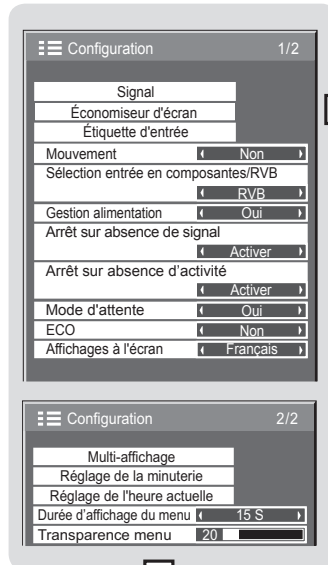 Configuration 1/2
Signal
Économiseur d'écran
Étiquette d'entrée
Mouvement Non
Sélection entrée en composantes/RVB
RVB
Gestion alimentation Oui
Arrêt sur absence de signal
Activer
Arrêt sur absence d'activité
Activer
Mode d'attente Oui
ECO Non
Affichages à l'écran Français
Configuration 2/2
Multi-affichage
Réglage de la minuterie
Réglage de l'heure actuelle
Durée d'affichage du menu 15 S
Transparence menu 20